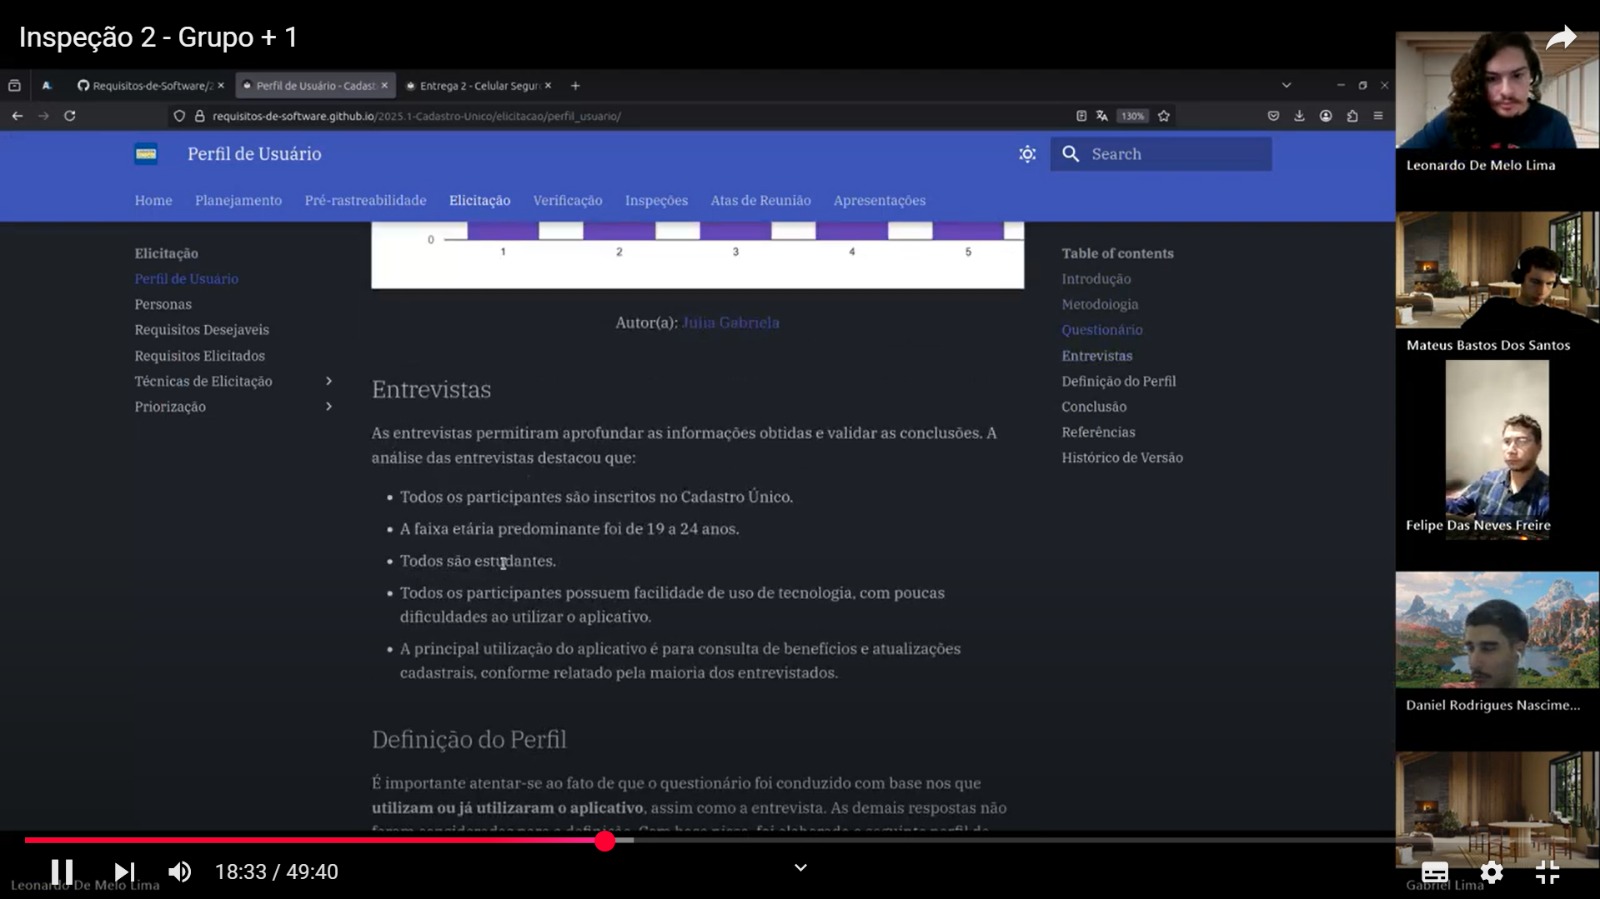 Inspeção 2 - Grupo + 1
Requisitos-de-Software/2
Perfil de Usuário - Cadast
Entrega 2 - Celular Segur
requisitos-de-software.github.io/2025.1-Cadastro-Unico/elicitacao/perfil_usuario/
130%
Perfil de Usuário
Search
Home
Planejamento
Pré-rastreabilidade
Elicitação
Verificação
Inspeções
Atas de Reunião
Apresentações
Elicitação
Perfil de Usuário
Personas
Requisitos Desejaveis
Requisitos Elicitados
Técnicas de Elicitação
Priorização
0
1 2 3 4 5
Autor(a): Julia Gabriela
Entrevistas
As entrevistas permitiram aprofundar as informações obtidas e validar as conclusões. A
análise das entrevistas destacou que:
• Todos os participantes são inscritos no Cadastro Único.
• A faixa etária predominante foi de 19 a 24 anos.
• Todos são estudantes.
• Todos os participantes possuem facilidade de uso de tecnologia, com poucas
dificuldades ao utilizar o aplicativo.
• A principal utilização do aplicativo é para consulta de benefícios e atualizações
cadastrais, conforme relatado pela maioria dos entrevistados.
Definição do Perfil
É importante atentar-se ao fato de que o questionário foi conduzido com base nos que
utilizam ou já utilizaram o aplicativo, assim como a entrevista. As demais respostas não
Table of contents
Introdução
Metodologia
Questionário
Entrevistas
Definição do Perfil
Conclusão
Referências
Histórico de Versão
Leonardo De Melo Lima
Mateus Bastos Dos Santos
Felipe Das Neves Freire
Daniel Rodrigues Nascime...
Gabriel Lima
18:33 / 49:40
Leonardo De Melo Lima